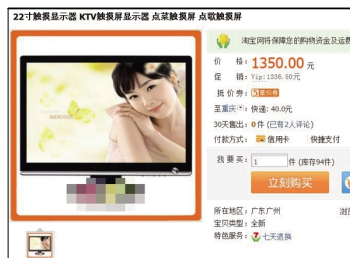 22寸触摸显示器 KTV触摸屏显示器 点菜触摸屏 点歌触摸屏
淘宝网将保障您的购物资金及运费
价 格：1350.00 元
促 销：Vip:1336.50元
抵 价 券：
至重庆 快递: 40.0元
30天售出：0件 (已有2人评论)
付款方式： 信用卡 快捷支付
我要买： 1 件 (库存94件)
立刻购买
所在地区：广东广州
宝贝类型：全新
特色服务： 七天退换